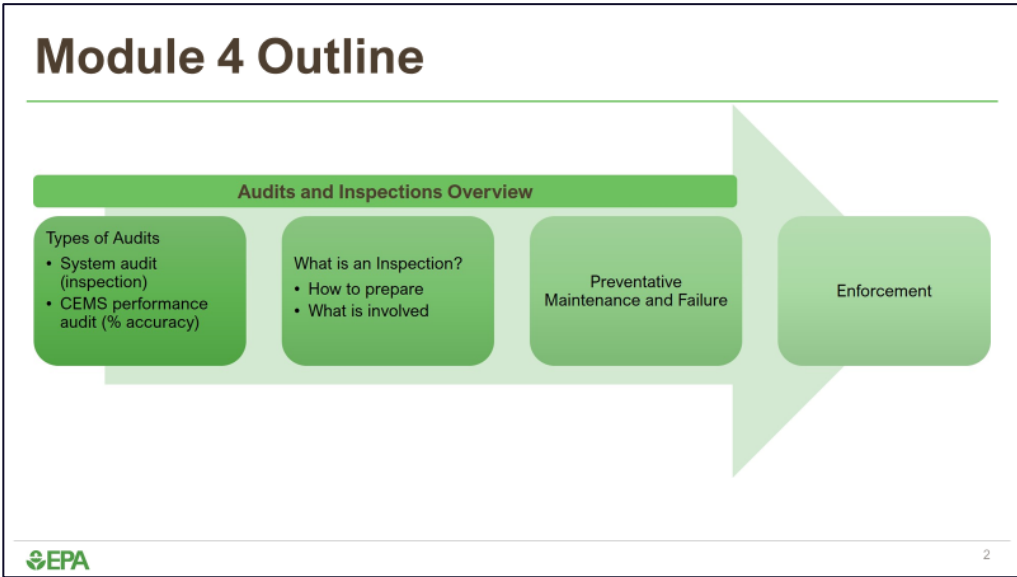 Module 4 Outline
Audits and Inspections Overview
Types of Audits
• System audit
(inspection)
• CEMS performance
audit (% accuracy)
What is an Inspection?
• How to prepare
• What is involved
Preventative
Maintenance and Failure
Enforcement
EPA
2